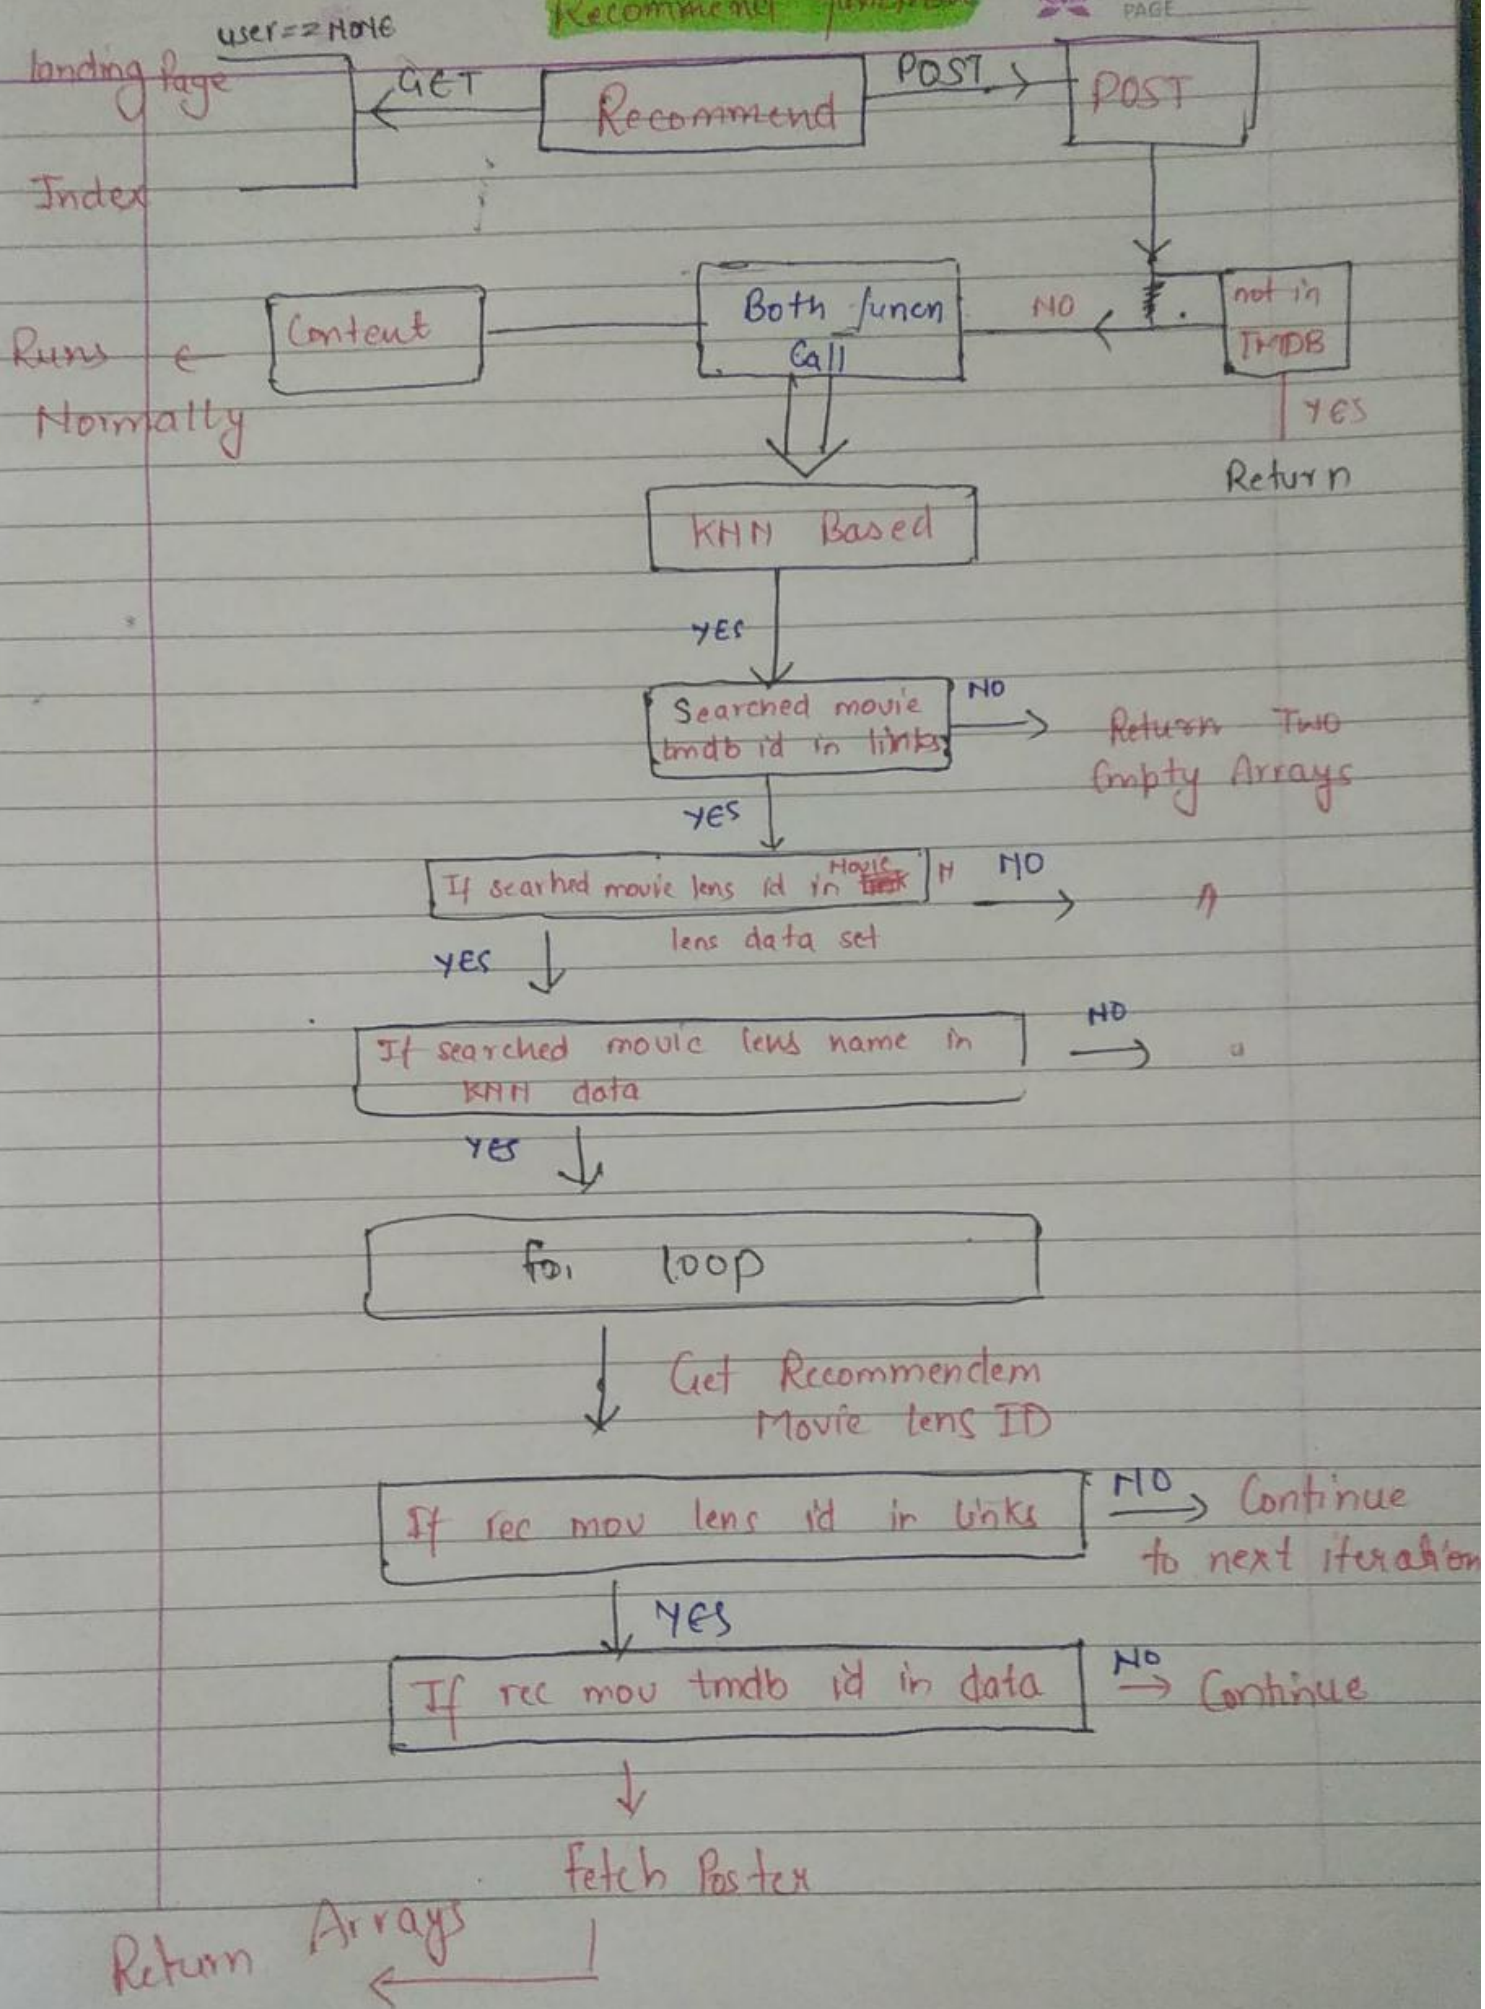 Recommend function
PAGE
user==NONE
landing Page
GET
Recommend
POST
POST
Index
Content
Both funcn
Call
NO
not in
TMDB
Runs
Normally
YES
Return
KNN Based
YES
Searched movie
tmdb id in links
NO
Return Two
Empty Arrays
YES
If searhed movie lens id in Movie
NO
lens data set
YES
If searched movie lens name in
KNN data
NO
YES
for loop
Get Recommendem
Movie lens ID
If rec mov lens id in links
NO
Continue
to next iteration
YES
If rec mov tmdb id in data
NO
Continue
fetch Poster
Return Arrays